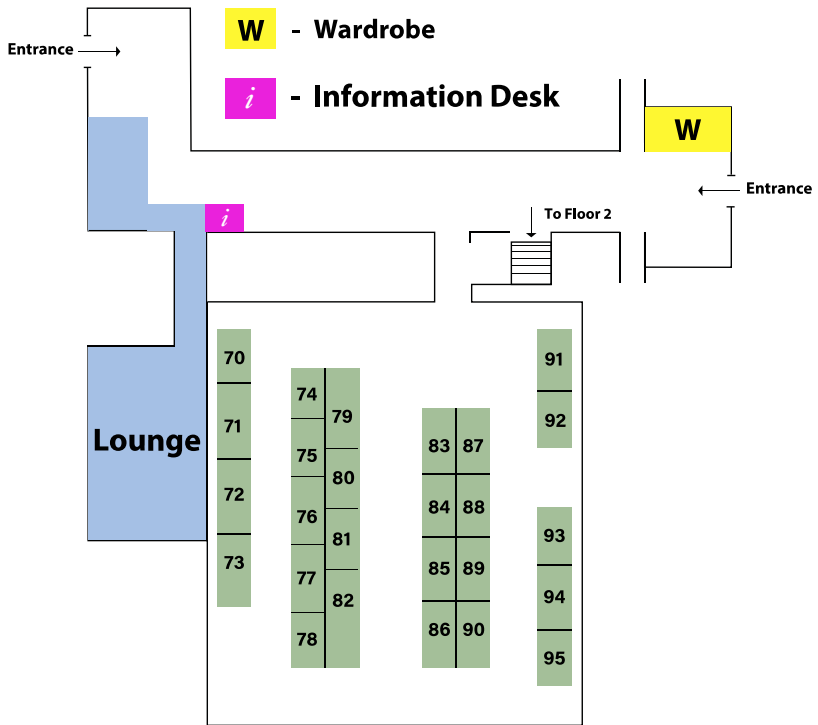 W - Wardrobe
Entrance
i - Information Desk
W
Entrance
i
To Floor 2
70
91
74
79
71
92
83 87
75
80
72
84 88
76
93
81
73
85 89
77
94
82
86 90
78
95
Lounge